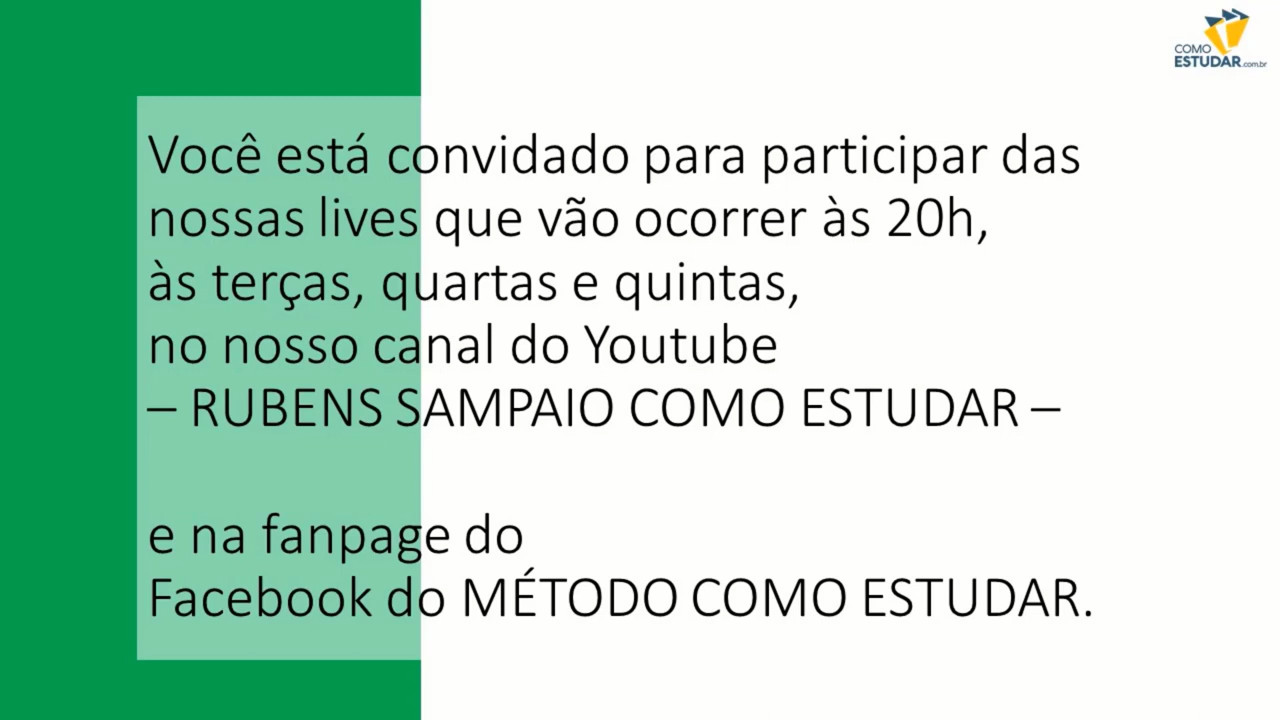 COMO
ESTUDAR.com.br
Você está convidado para participar das
nossas lives que vão ocorrer às 20h,
às terças, quartas e quintas,
no nosso canal do Youtube
– RUBENS SAMPAIO COMO ESTUDAR –
e na fanpage do
Facebook do MÉTODO COMO ESTUDAR.